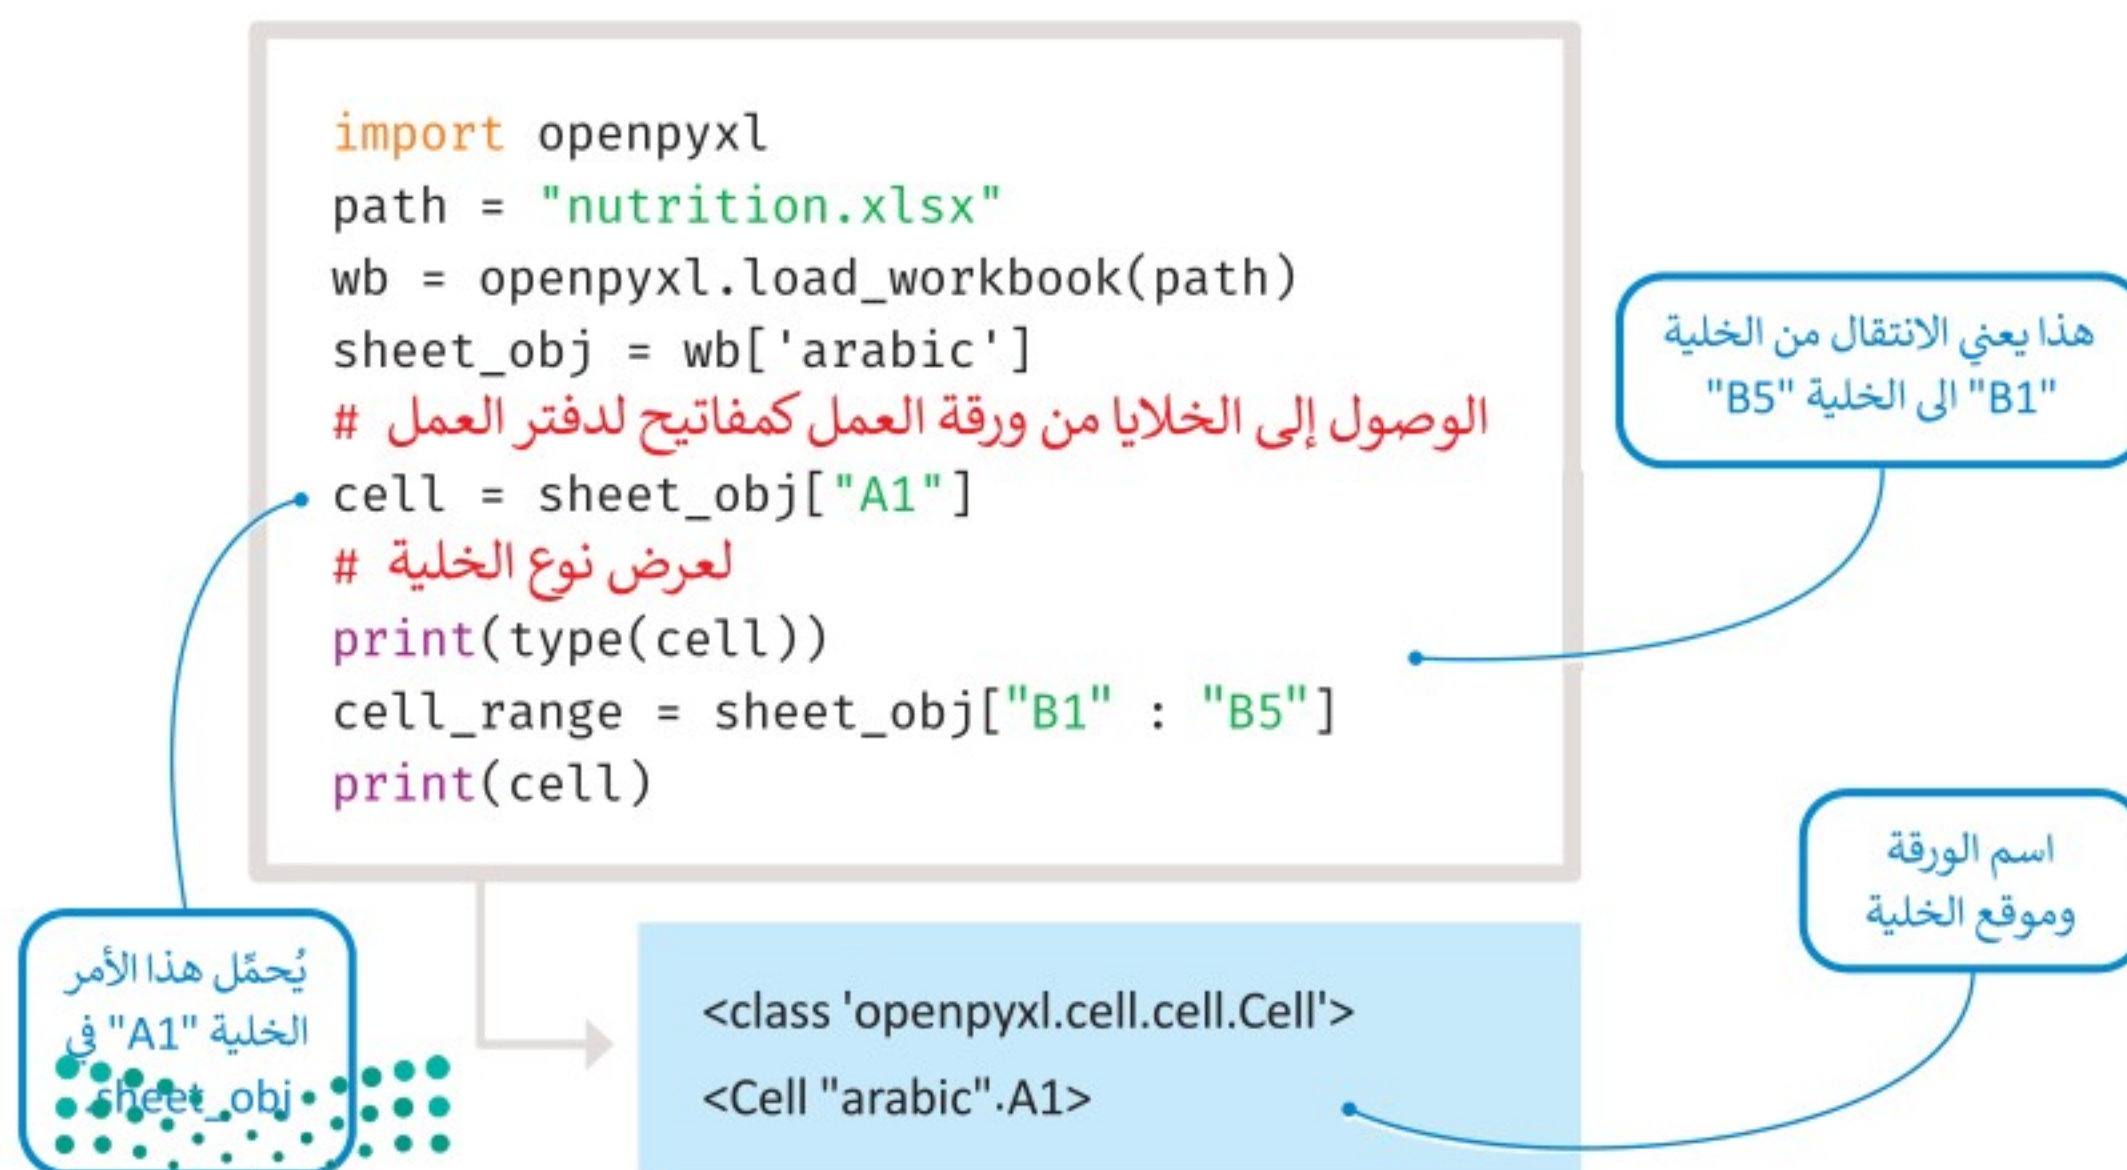 import openpyxl
path = "nutrition.xlsx"
wb = openpyxl.load_workbook(path)
sheet_obj = wb['arabic']
# الوصول إلى الخلايا من ورقة العمل كمفاتيح لدفتر العمل
cell = sheet_obj["A1"]
# لعرض نوع الخلية
print(type(cell))
cell_range = sheet_obj["B1" : "B5"]
print(cell)
هذا يعني الانتقال من الخلية
"B1" الى الخلية "B5"
اسم الورقة
وموقع الخلية
يُحمَّل هذا الأمر
الخلية "A1" في
sheet_obj.
<class 'openpyxl.cell.cell.Cell'>
<Cell "arabic".A1>